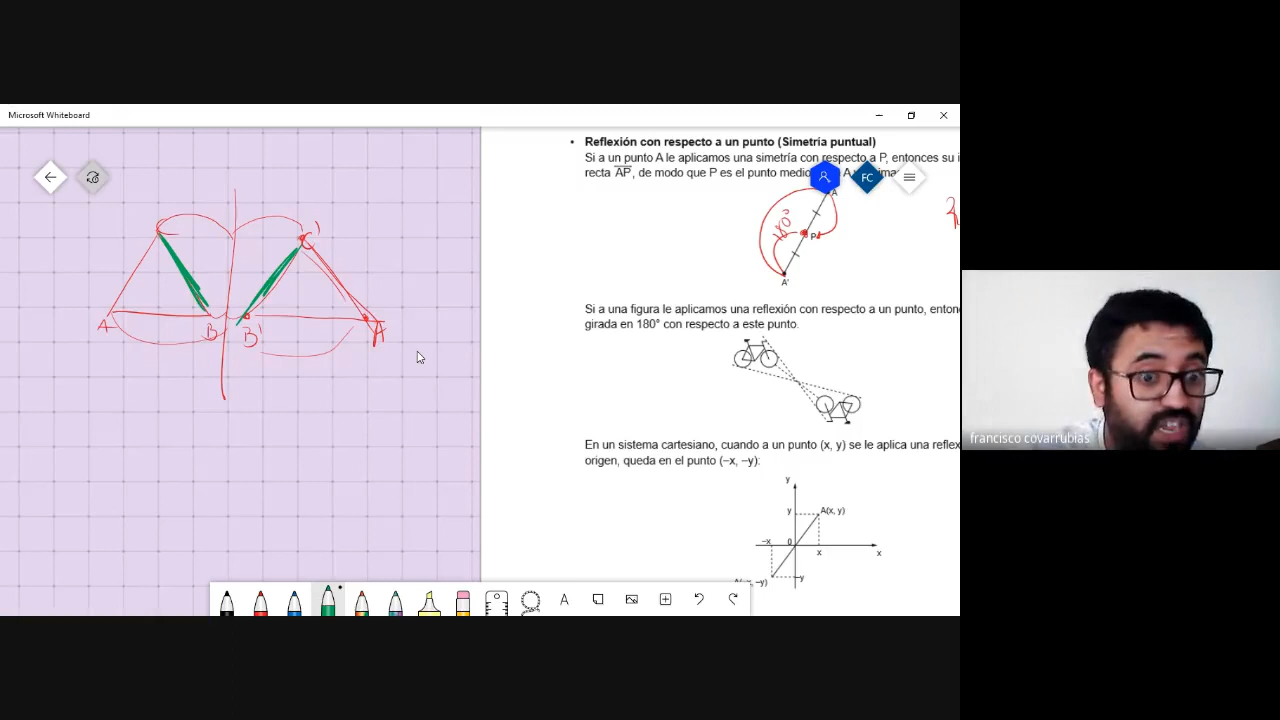 Microsoft Whiteboard
• Reflexión con respecto a un punto (Simetría puntual)
Si a un punto A le aplicamos una simetría con respecto a P, entonces su i
recta AP, de modo que P es el punto medio
FC
A
180°
P
A'
C'
A
B
B'
A
Si a una figura le aplicamos una reflexión con respecto a un punto, enton
girada en 180° con respecto a este punto.
En un sistema cartesiano, cuando a un punto (x, y) se le aplica una reflex
origen, queda en el punto (–x, –y):
y
y
A(x, y)
–x
0
x
x
–y
–y)
A
francisco covarrubias